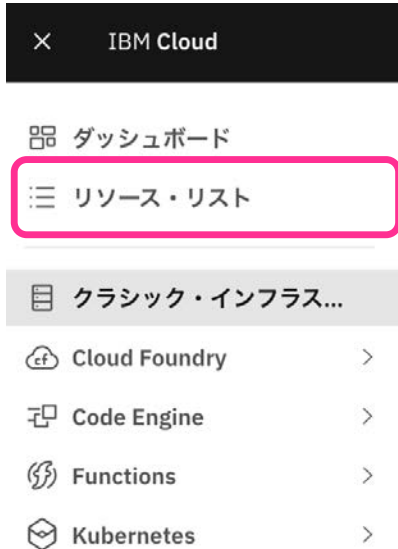 IBM Cloud
ダッシュボード
リソース・リスト
クラシック・インフラス...
cf Cloud Foundry
Code Engine
Functions
Kubernetes